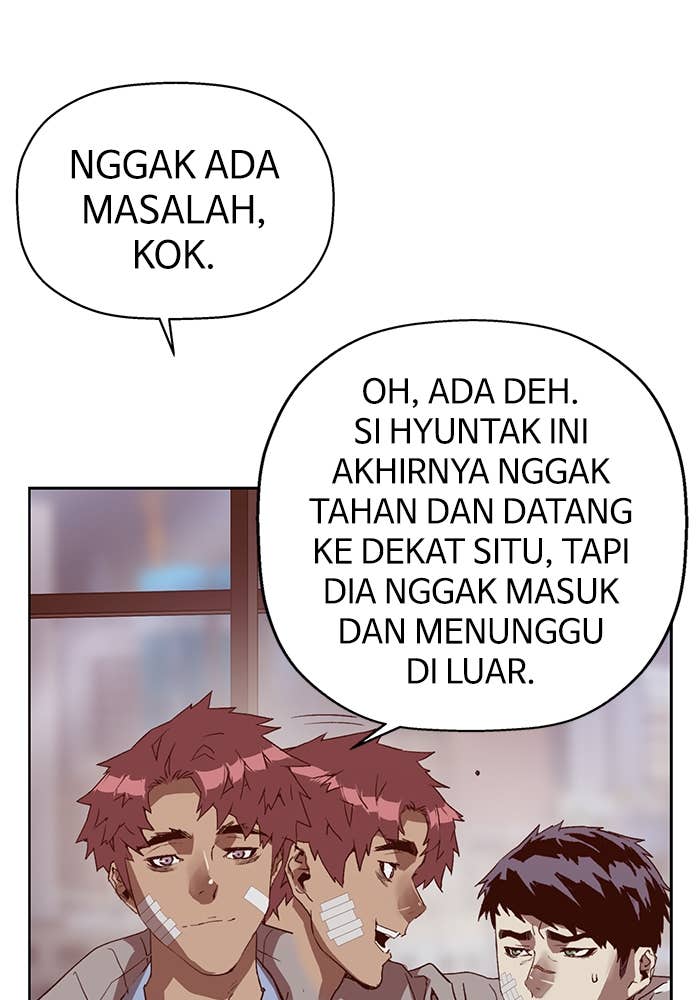 NGGAK ADA
MASALAH,
KOK.
OH, ADA DEH.
SI HYUNTAK INI
AKHIRNYA NGGAK
TAHAN DAN DATANG
KE DEKAT SITU, TAPI
DIA NGGAK MASUK
DAN MENUNGGU
DI LUAR.